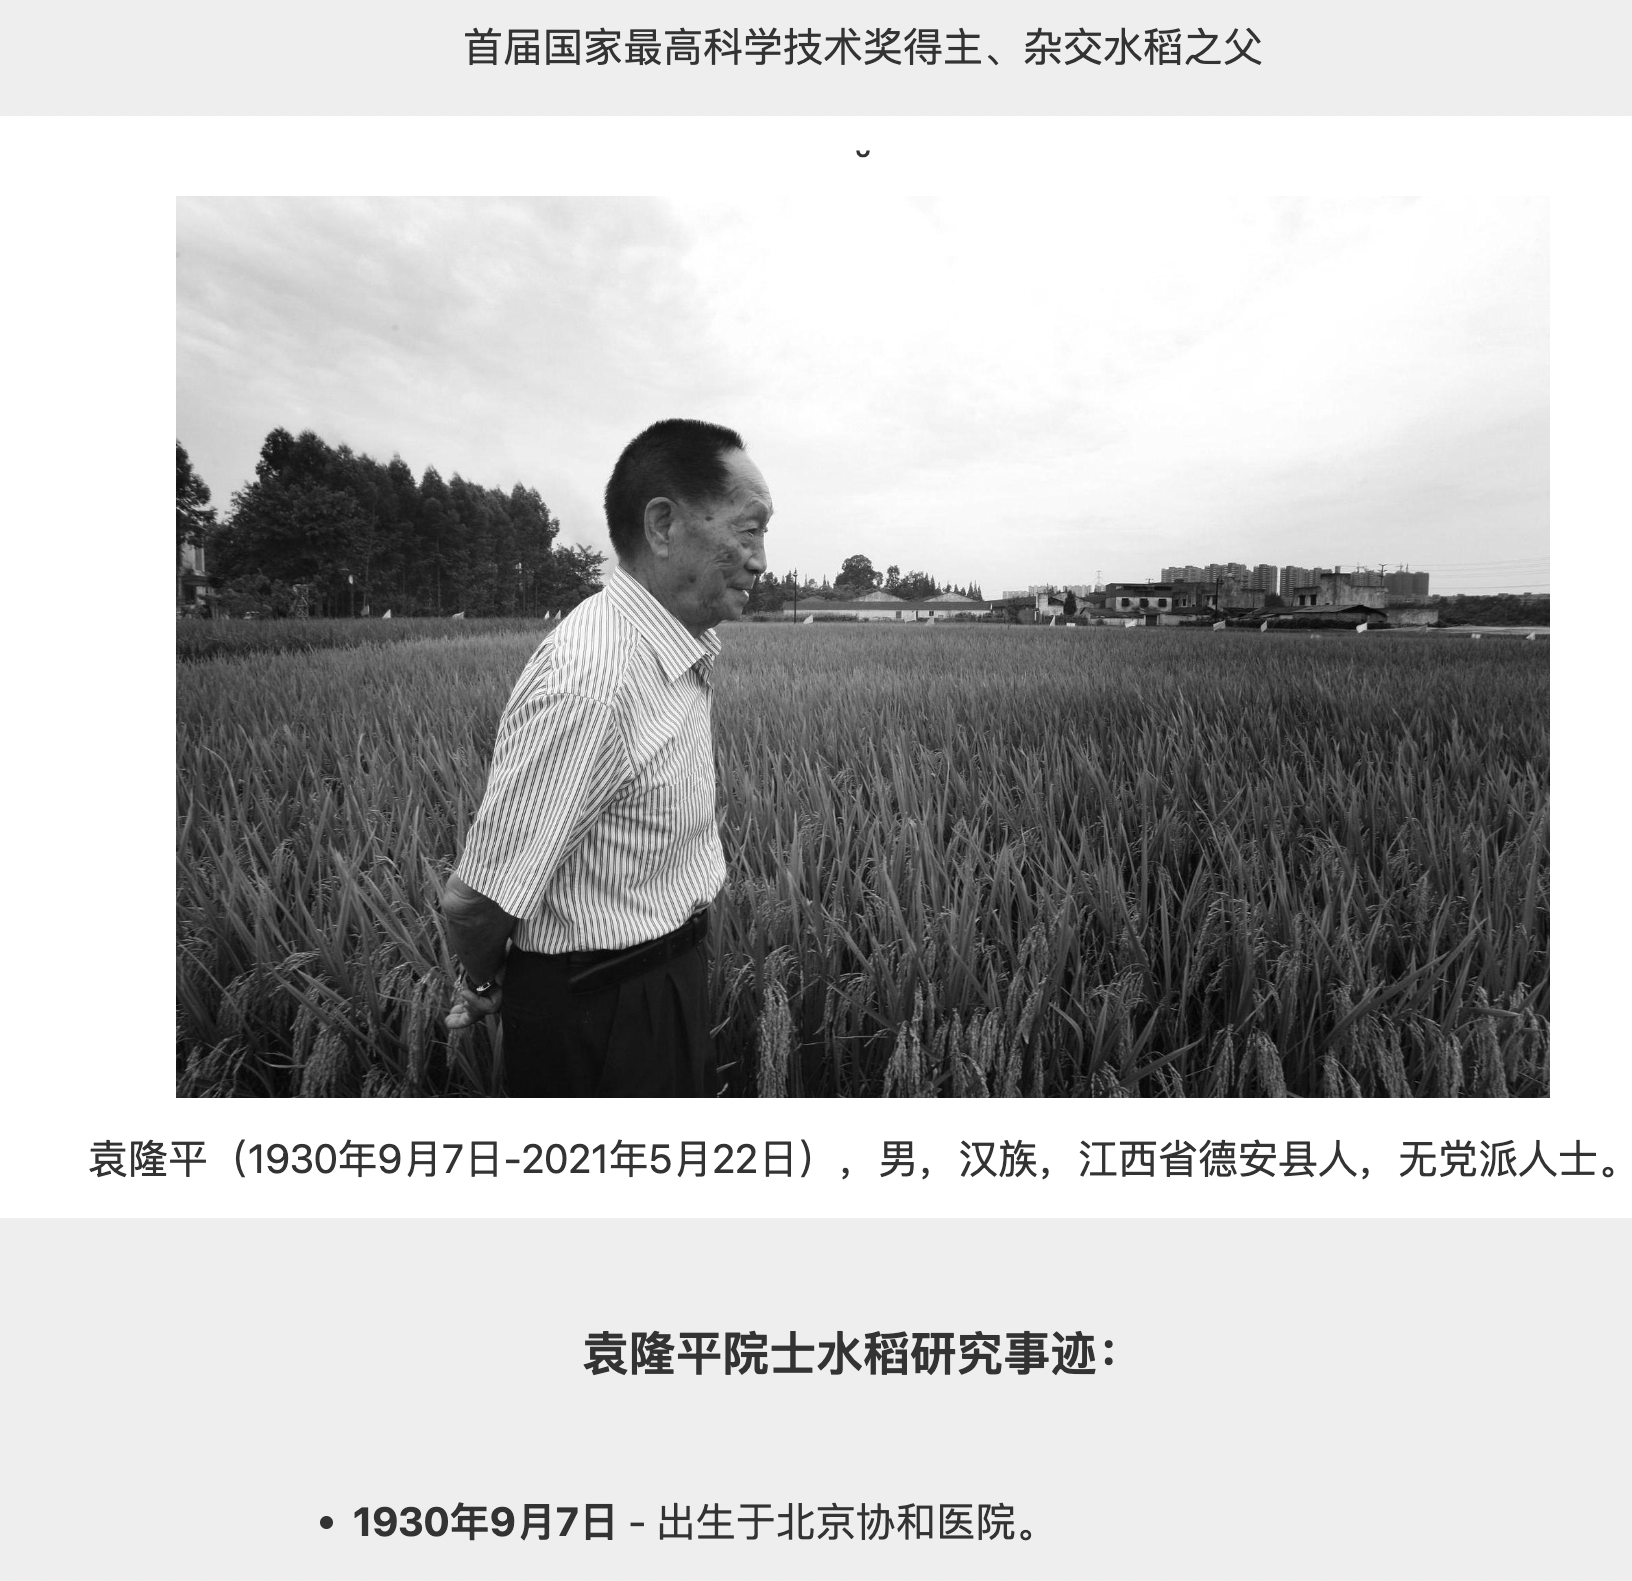 首届国家最高科学技术奖得主、杂交水稻之父
袁隆平（1930年9月7日-2021年5月22日），男，汉族，江西省德安县人，无党派人士。
袁隆平院士水稻研究事迹：
• 1930年9月7日 - 出生于北京协和医院。